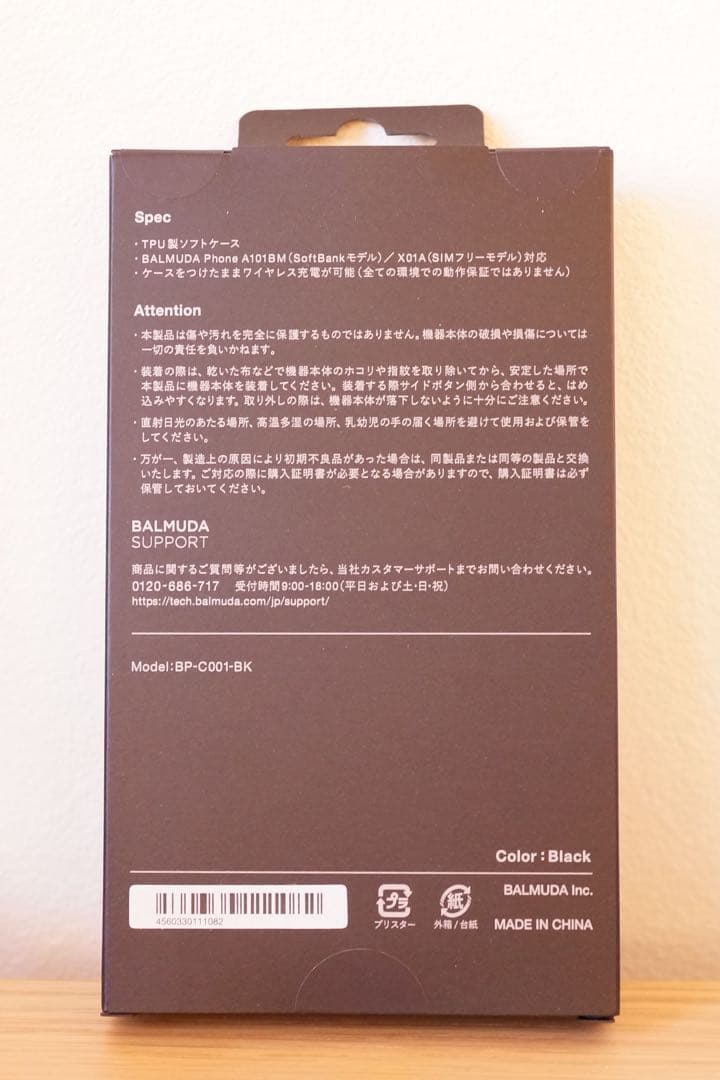 Spec
・TPU製ソフトケース
・BALMUDA Phone A101BM（SoftBankモデル）／X01A（SIMフリーモデル）対応
・ケースをつけたままワイヤレス充電が可能（全ての環境での動作保証ではありません）
Attention
・本製品は傷や汚れを完全に保護するものではありません。機器本体の破損や損傷については
一切の責任を負いかねます。
・装着の際は、乾いた布などで機器本体のホコリや指紋を取り除いてから、安定した場所で
本製品に機器本体を装着してください。装着する際サイドボタン側から合わせると、はめ
込みやすくなります。取り外しの際は、機器本体が落下しないように十分にご注意ください。
・直射日光のあたる場所、高温多湿の場所、乳幼児の手の届く場所を避けて使用および保管を
してください。
・万が一、製造上の原因により初期不良品があった場合は、同製品または同等の製品と交換
いたします。ご対応の際に購入証明書が必要となる場合がありますので、購入証明書は必ず
保管しておいてください。
BALMUDA
SUPPORT
商品に関するご質問等がございましたら、当社カスタマーサポートまでお問い合わせください。
0120-686-717　受付時間9:00-18:00（平日および土・日・祝）
https://tech.balmuda.com/jp/support/
Model：BP-C001-BK
Color：Black
4560330111082
プラ
ブリスター
紙
外箱/台紙
BALMUDA Inc.
MADE IN CHINA